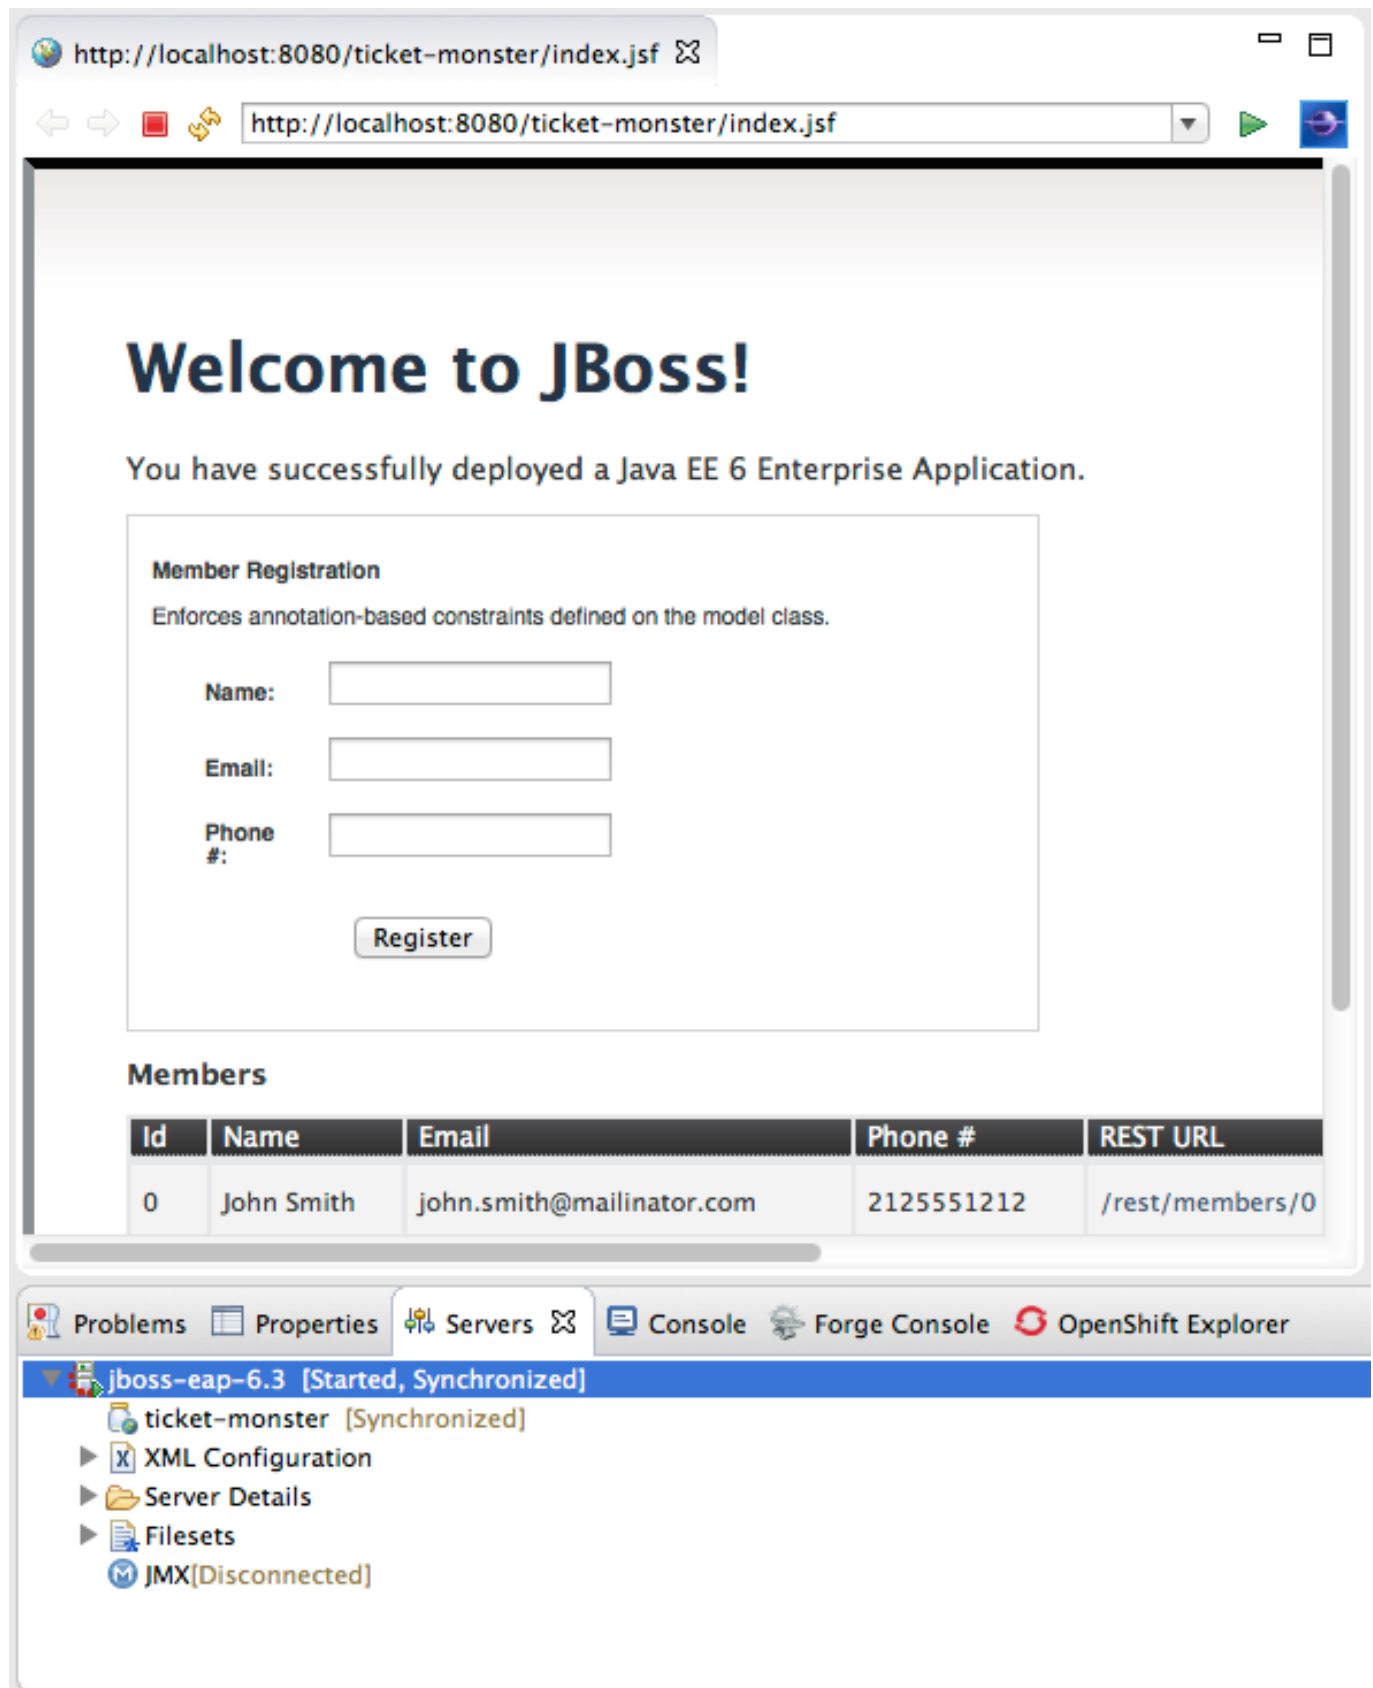 http://localhost:8080/ticket-monster/index.jsf
http://localhost:8080/ticket-monster/index.jsf
Welcome to JBoss!
You have successfully deployed a Java EE 6 Enterprise Application.
Member Registration
Enforces annotation-based constraints defined on the model class.
Name:
Email:
Phone
#:
Register
Members
Id Name Email Phone # REST URL
0 John Smith john.smith@mailinator.com 2125551212 /rest/members/0
Problems Properties Servers Console Forge Console OpenShift Explorer
jboss-eap-6.3 [Started, Synchronized]
ticket-monster [Synchronized]
XML Configuration
Server Details
Filesets
JMX[Disconnected]